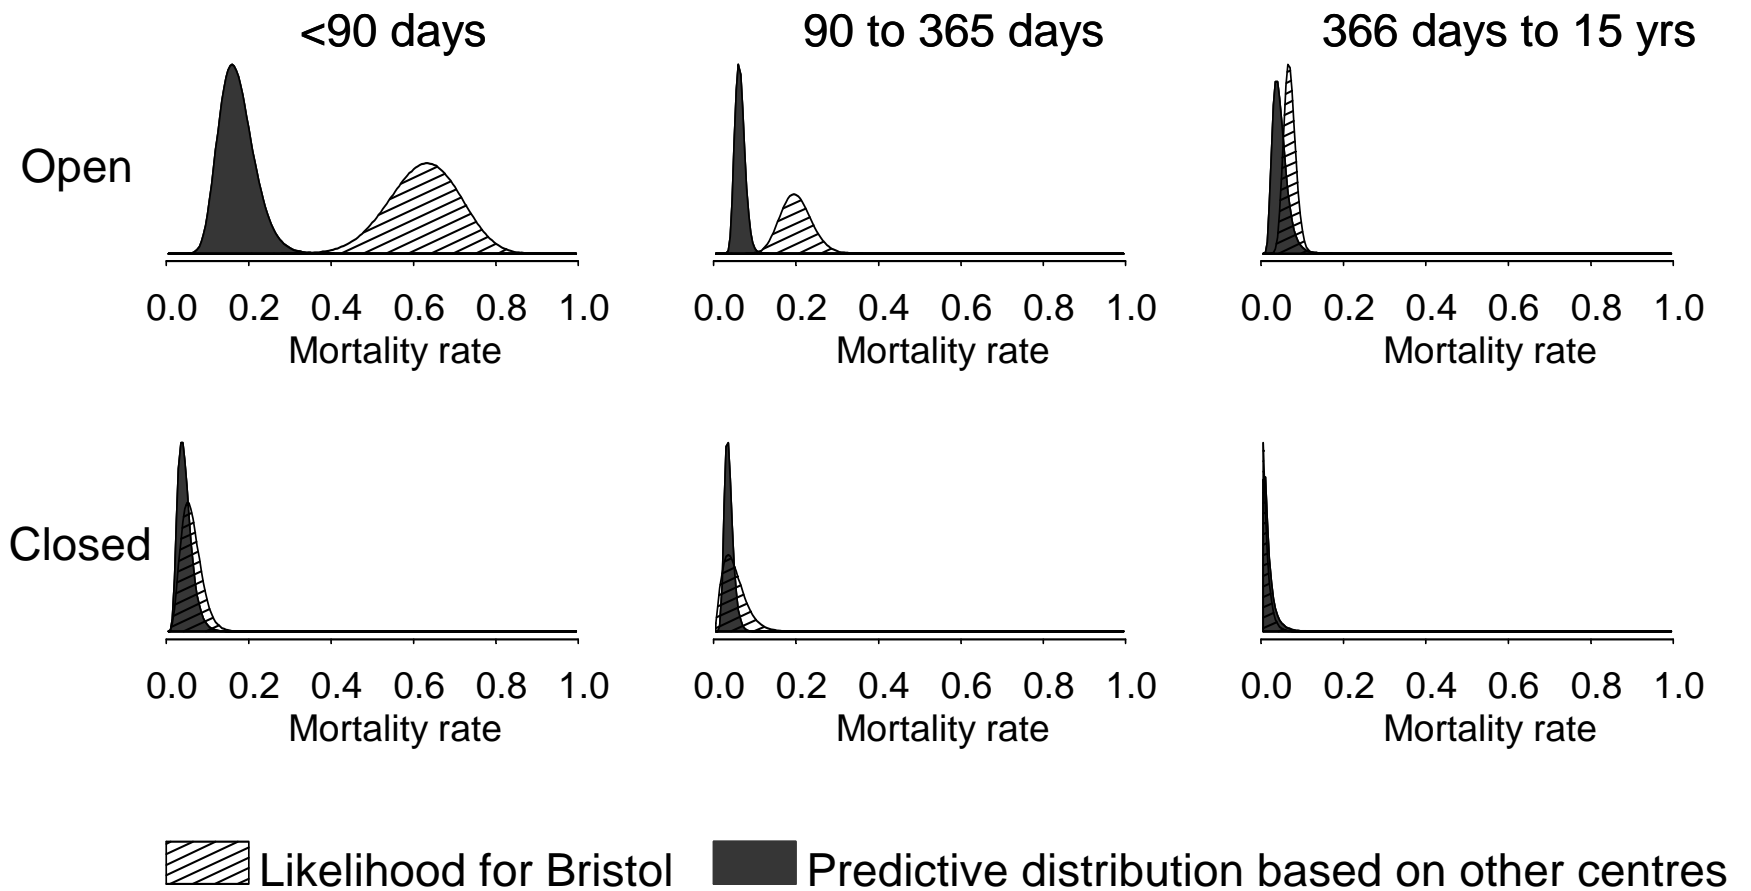 <90 days 90 to 365 days 366 days to 15 yrs
Open
0.0 0.2 0.4 0.6 0.8 1.0 0.0 0.2 0.4 0.6 0.8 1.0 0.0 0.2 0.4 0.6 0.8 1.0
Mortality rate Mortality rate Mortality rate
Closed
0.0 0.2 0.4 0.6 0.8 1.0 0.0 0.2 0.4 0.6 0.8 1.0 0.0 0.2 0.4 0.6 0.8 1.0
Mortality rate Mortality rate Mortality rate
Likelihood for Bristol Predictive distribution based on other centres